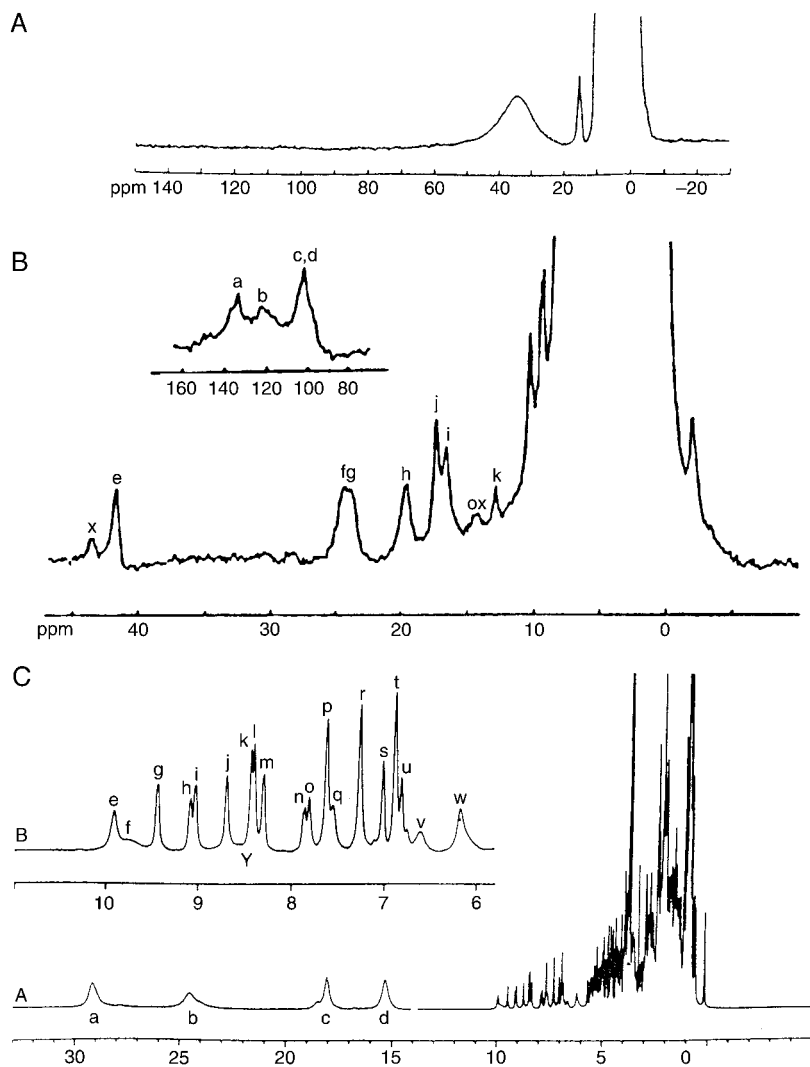 A
ppm 140 120 100 80 60 40 20 0 –20
B
c,d
a
b
160 140 120 100 80
j
i
e
fg
h
k
x
ox
ppm 40 30 20 10 0
C
t
r
p
l
k
s
g
j
m
u
h i
e
n o
q
f
w
v
B
Y
10 9 8 7 6
A
a b c d
30 25 20 15 10 5 0